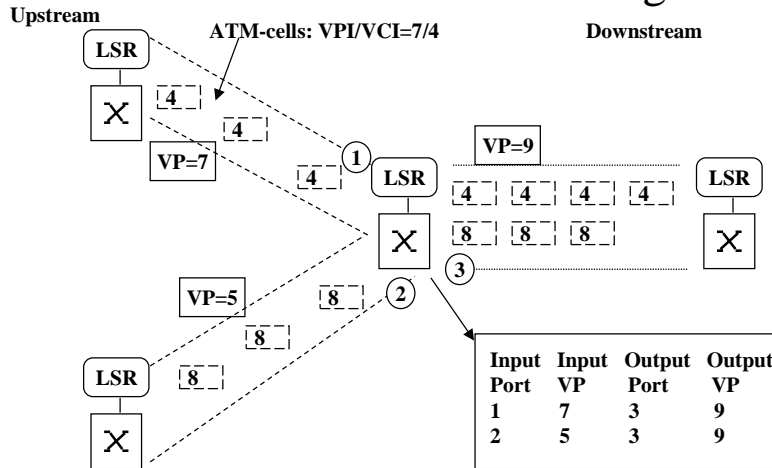 Upstream
ATM-cells: VPI/VCI=7/4
Downstream
LSR
X
4
4
4
VP=7
1
LSR
X
VP=9
4 4 4 4
8 8 8
LSR
X
3
2
VP=5
8
8
8
LSR
X
Input Input Output Output
Port VP Port VP
1 7 3 9
2 5 3 9